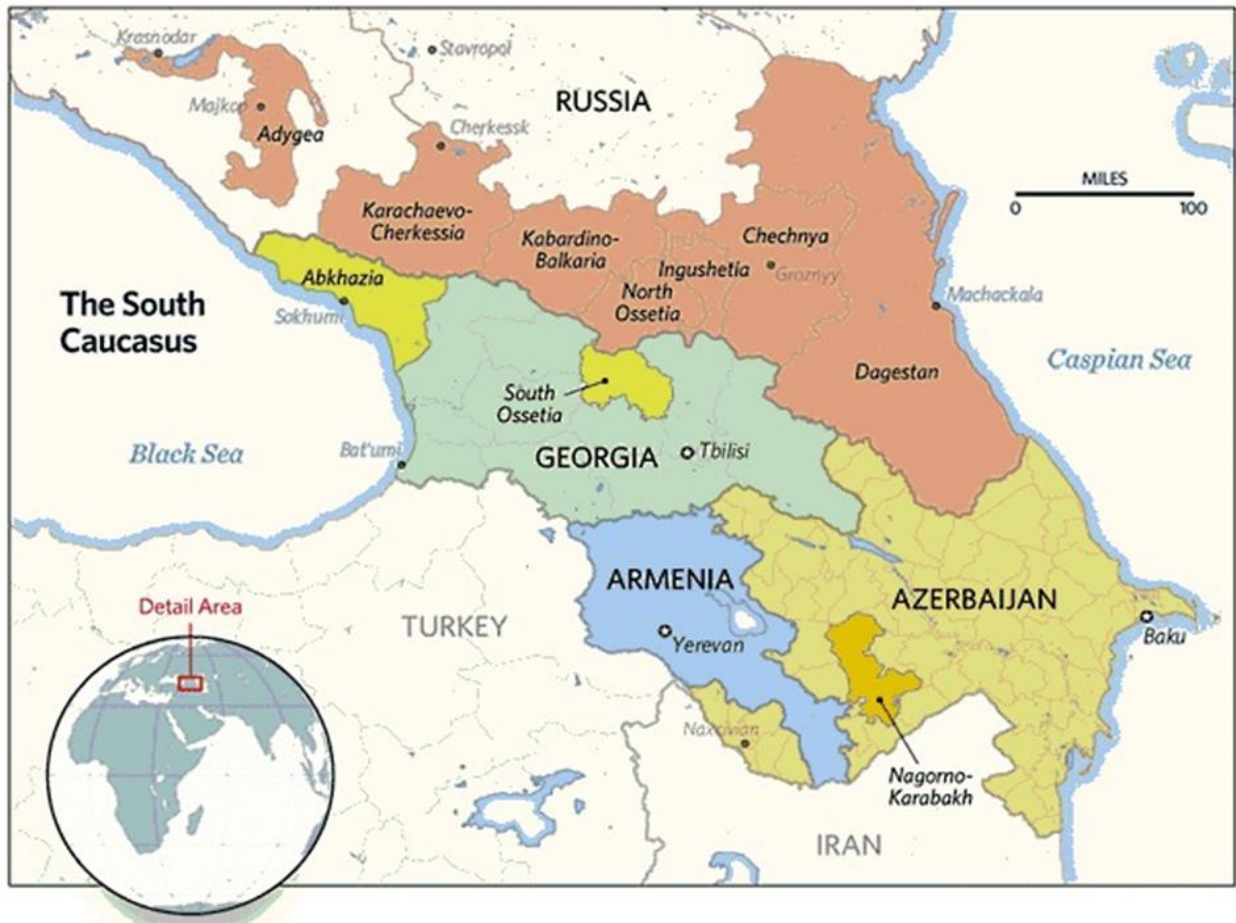 Krasnodar
Stavropol
RUSSIA
Majkop
Adygea
Cherkessk
MILES
0 100
Karachaevo-
Cherkessia
Kabardino-
Balkaria
Chechnya
Ingushetia
Groznyy
North
Ossetia
Abkhazia
Sokhumi
The South
Caucasus
Machackala
Caspian Sea
Dagestan
South
Ossetia
Black Sea
Bat'umi
GEORGIA
Tbilisi
ARMENIA
AZERBAIJAN
Detail Area
TURKEY
Yerevan
Baku
Naxcivian
Nagorno-
Karabakh
IRAN